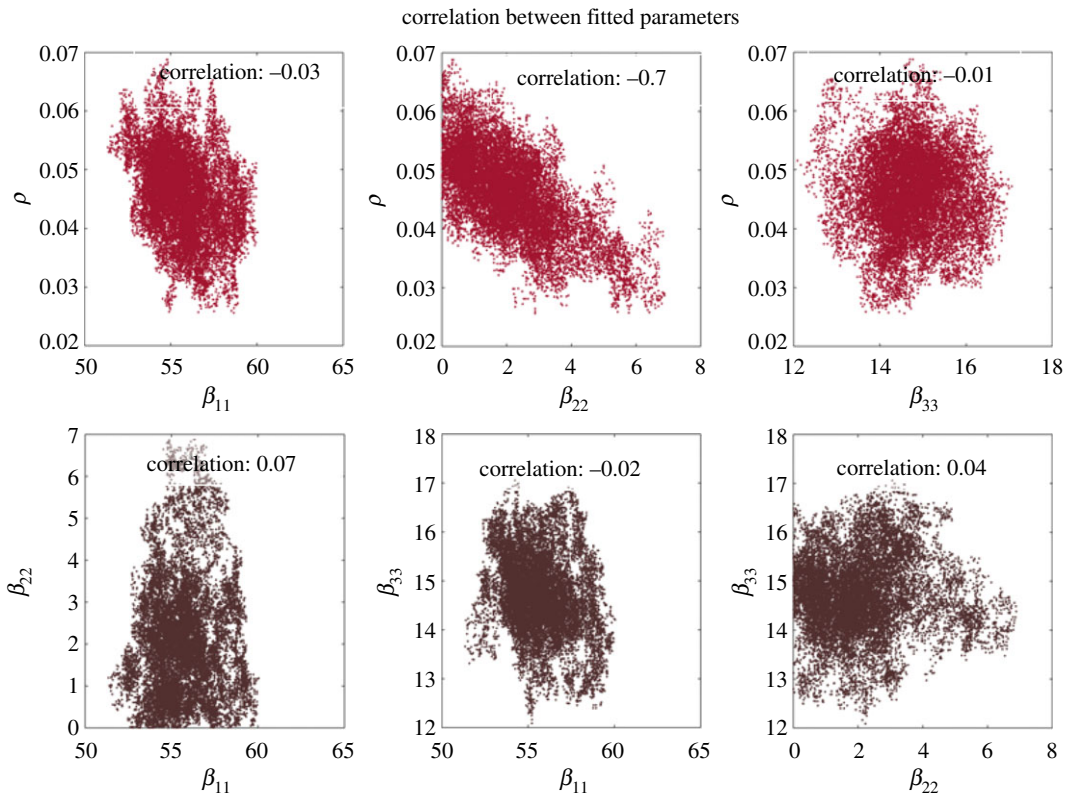 correlation between fitted parameters
0.07
0.06
0.05
0.04
0.03
0.02
ρ
correlation: –0.03
50 55 60 65
β11
0.07
0.06
0.05
0.04
0.03
0.02
ρ
correlation: –0.7
0 2 4 6 8
β22
0.07
0.06
0.05
0.04
0.03
0.02
ρ
correlation: –0.01
12 14 16 18
β33
7
6
5
4
3
2
1
0
β22
correlation: 0.07
50 55 60 65
β11
18
17
16
15
14
13
12
β33
correlation: –0.02
50 55 60 65
β11
18
17
16
15
14
13
12
β33
correlation: 0.04
0 2 4 6 8
β22